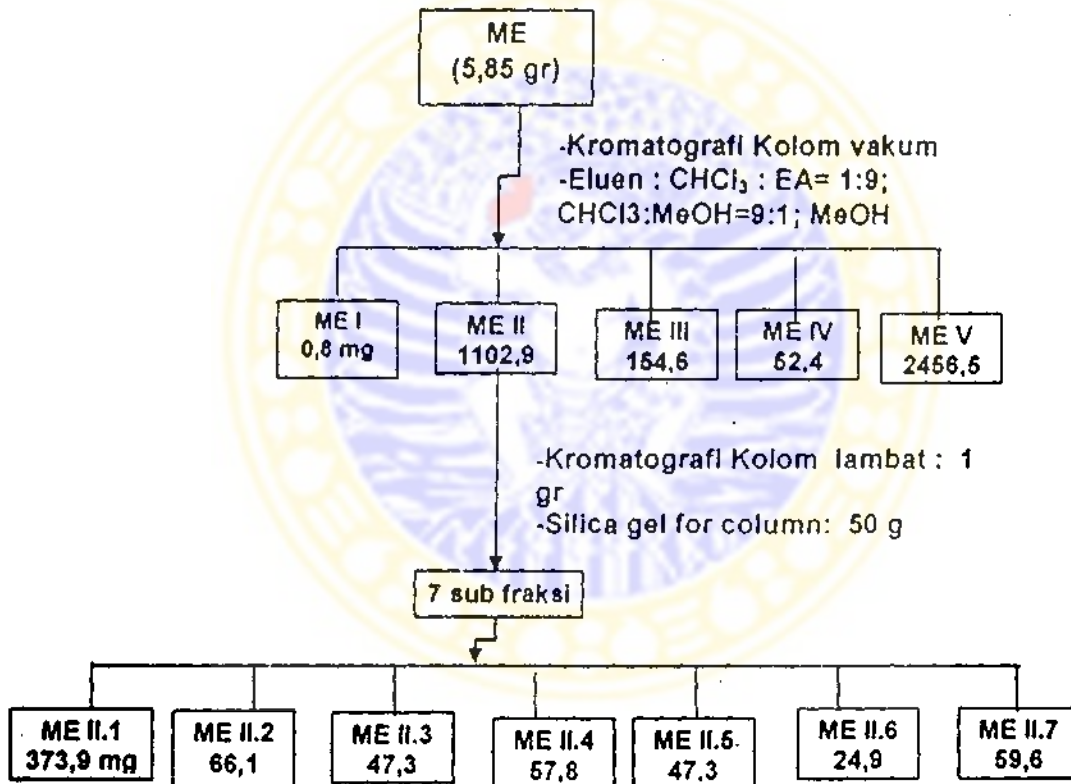 ME
(5,85 gr)
-Kromatografi Kolom vakum
-Eluen : CHCl₃ : EA= 1:9;
CHCl3:MeOH=9:1; MeOH
ME I
0,8 mg
ME II
1102,9
ME III
154,6
ME IV
52,4
ME V
2456,5
-Kromatografi Kolom lambat : 1
gr
-Silica gel for column: 50 g
7 sub fraksi
ME II.1
373,9 mg
ME II.2
66,1
ME II.3
47,3
ME II.4
57,8
ME II.5
47,3
ME II.6
24,9
ME II.7
59,6